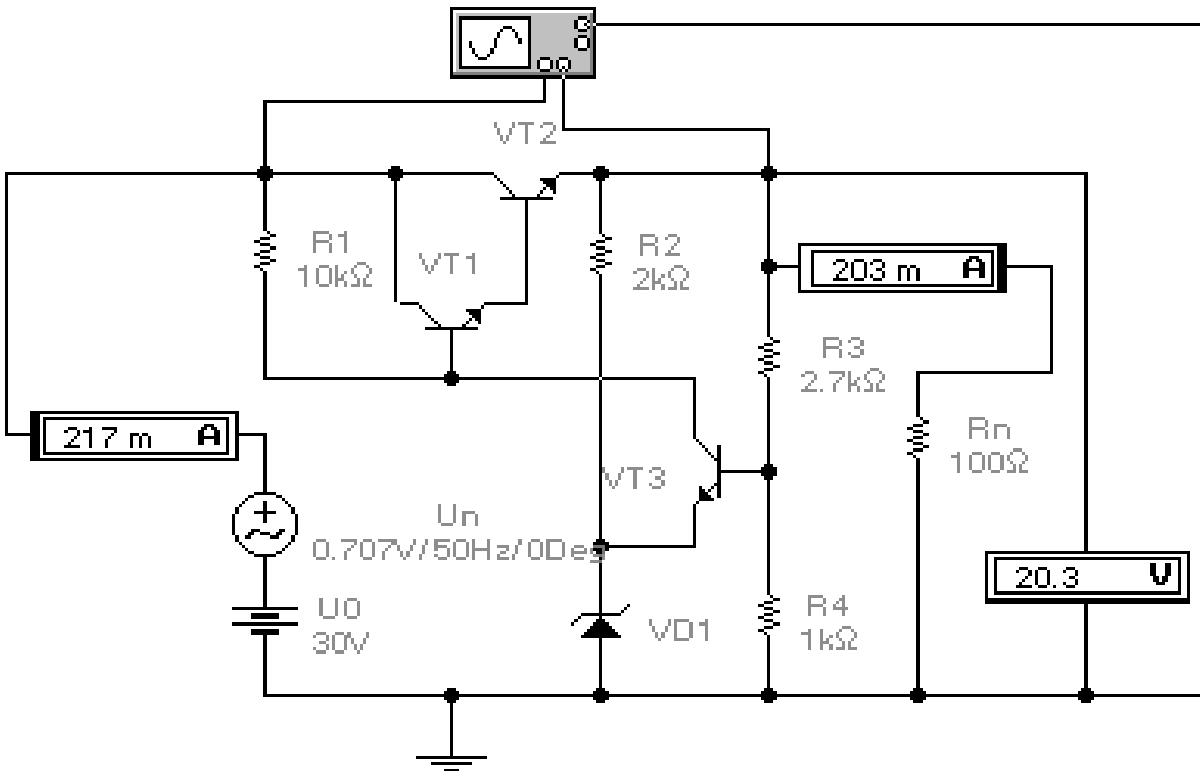 VT2
R1
10kΩ
VT1
R2
2kΩ
203 m A
R3
2.7kΩ
217 m A
Rn
100Ω
VT3
Un
0.707V/50Hz/0Deg
20.3 V
U0
30V
VD1
R4
1kΩ